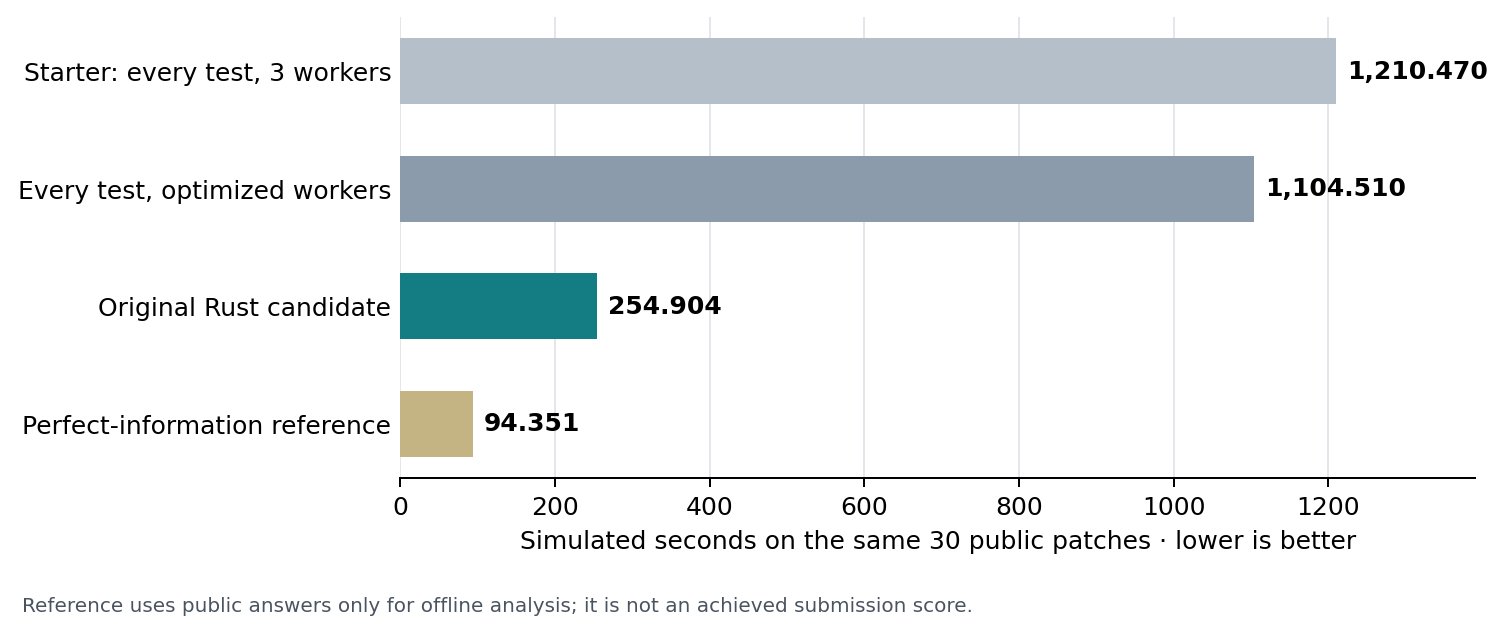 Starter: every test, 3 workers 1,210.470
Every test, optimized workers 1,104.510
Original Rust candidate 254.904
Perfect-information reference 94.351
0 200 400 600 800 1000 1200
Simulated seconds on the same 30 public patches · lower is better
Reference uses public answers only for offline analysis; it is not an achieved submission score.